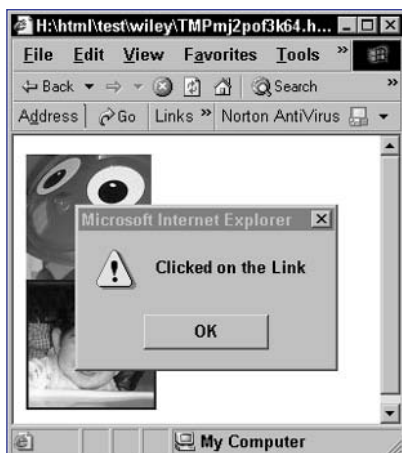 H:\html\test\wiley\TMPmj2pof3k64.h...
File Edit View Favorites Tools »
Back Search »
Address Go Links » Norton AntiVirus
Microsoft Internet Explorer
Clicked on the Link
OK
My Computer